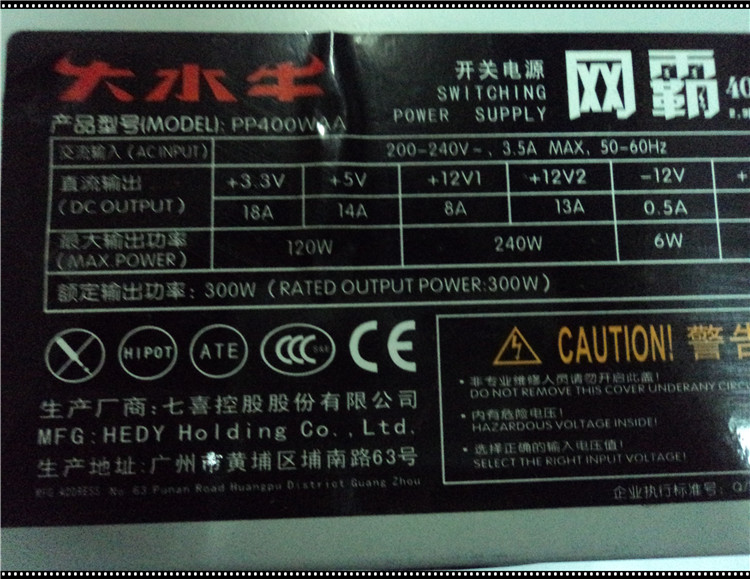 大水牛
开关电源
SWITCHING
POWER SUPPLY
网霸40
产品型号(MODEL): PP400WAA
交流输入 (AC INPUT) 200-240V~, 3.5A MAX, 50-60Hz
直流输出 +3.3V +5V +12V1 +12V2 -12V +
(DC OUTPUT) 18A 14A 8A 13A 0.5A
最大输出功率 120W 240W 6W
(MAX.POWER)
额定输出功率: 300W (RATED OUTPUT POWER:300W)
HIPOT ATE CCC CE
CAUTION! 警告
·非专业维修人员请勿开启此盖!
DO NOT REMOVE THIS COVER UNDERANY CIRC
·内有危险电压!
HAZARDOUS VOLTAGE INSIDE!
·选择正确的输入电压值!
SELECT THE RIGHT INPUT VOLTAGE!
生产厂商:七喜控股股份有限公司
MFG:HEDY Holding Co.,Ltd.
生产地址:广州市黄埔区埔南路63号
MFG ADDRESS No 63 Punan Road Huangpu District Guang Zhou
企业执行标准号: Q/